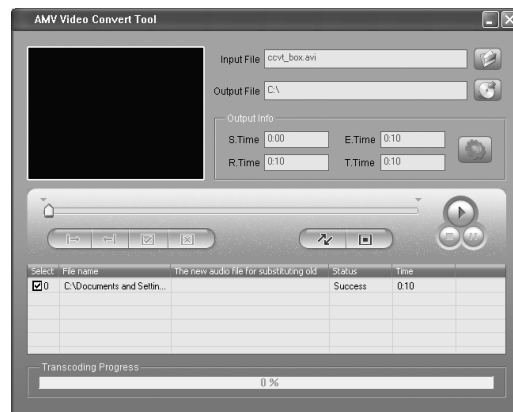 AMV Video Convert Tool
Input File ccvt_box.avi
Output File C:\
Output Info
S.Time 0:00 E.Time 0:10
R.Time 0:10 T.Time 0:10
Select File name The new audio file for substituting old Status Time
0 C:\Documents and Settin... Success 0:10
Transcoding Progress
0 %